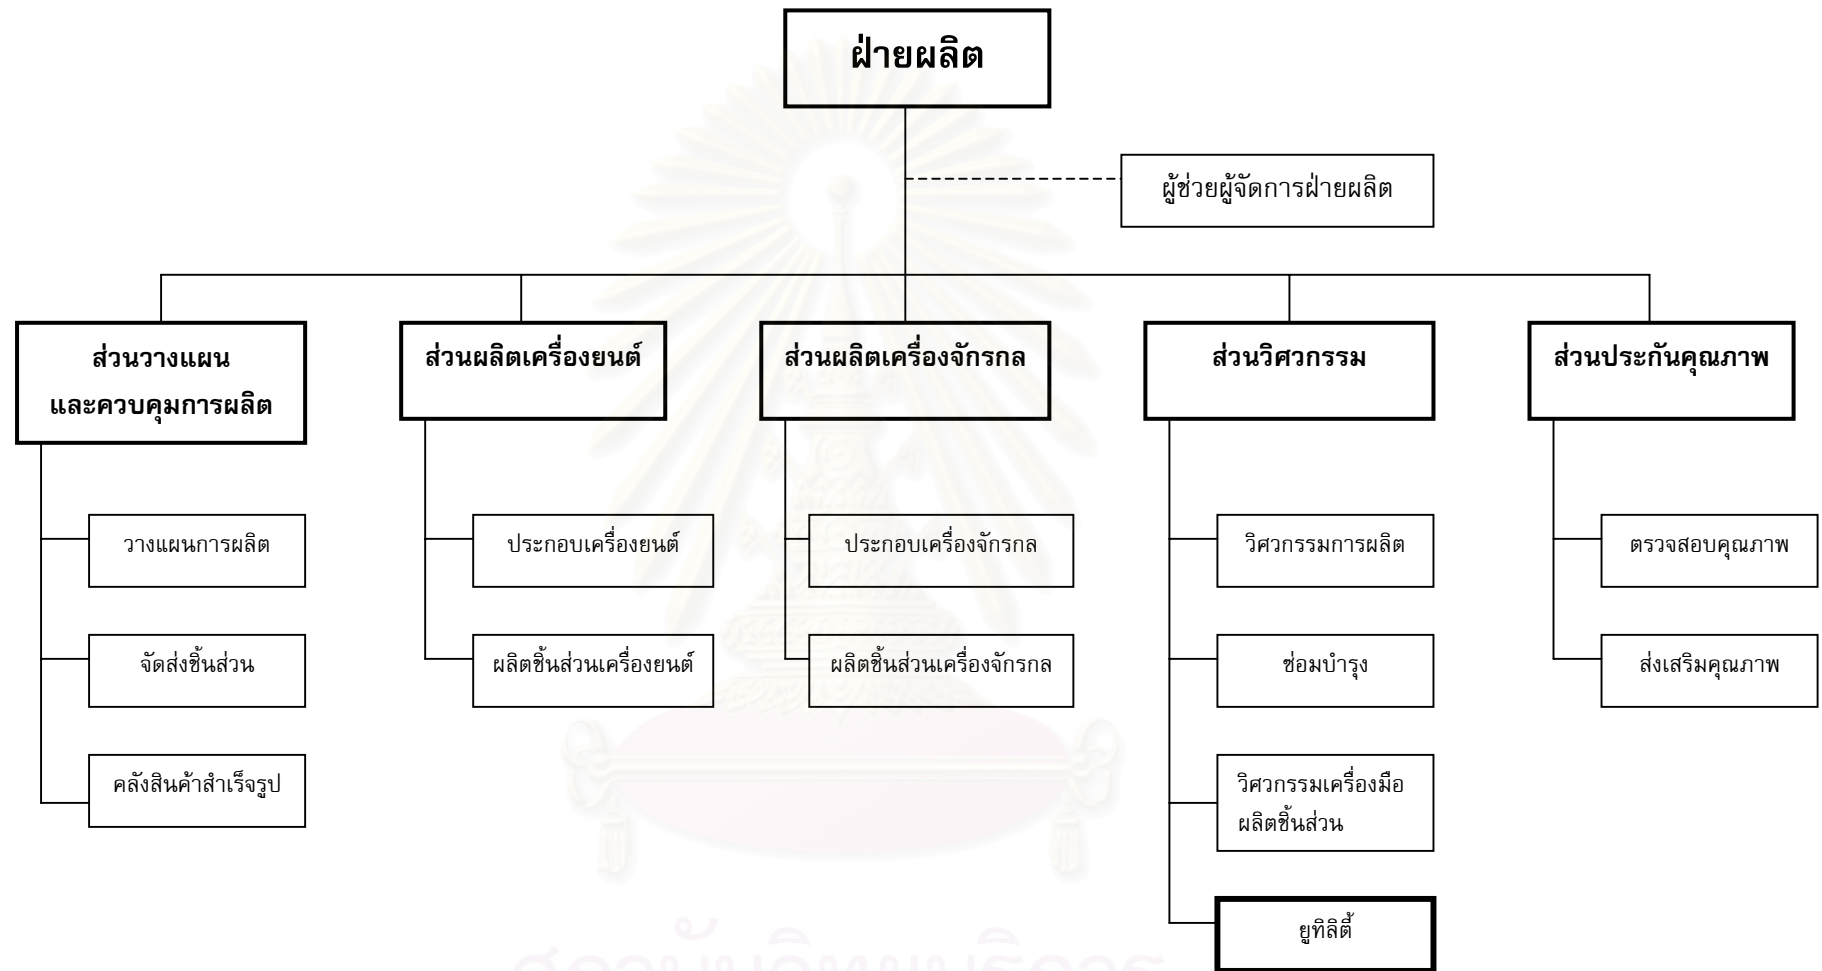 ฝ่ายผลิต
ผู้ช่วยผู้จัดการฝ่ายผลิต
ส่วนวางแผน
และควบคุมการผลิต
ส่วนผลิตเครื่องยนต์
ส่วนผลิตเครื่องจักรกล
ส่วนวิศวกรรม
ส่วนประกันคุณภาพ
วางแผนการผลิต
ประกอบเครื่องยนต์
ประกอบเครื่องจักรกล
วิศวกรรมการผลิต
ตรวจสอบคุณภาพ
จัดส่งชิ้นส่วน
ผลิตชิ้นส่วนเครื่องยนต์
ผลิตชิ้นส่วนเครื่องจักรกล
ซ่อมบำรุง
ส่งเสริมคุณภาพ
คลังสินค้าสำเร็จรูป
วิศวกรรมเครื่องมือ
ผลิตชิ้นส่วน
ยูทิลิตี้
สถาบันวิทยบริการ